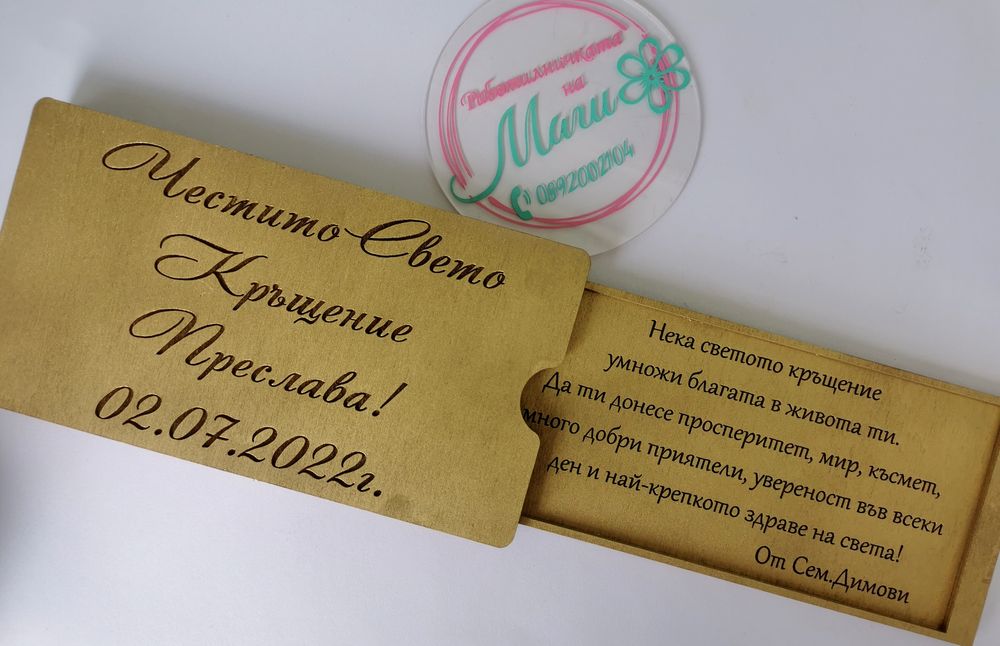 Работилничката
на
Маги
0892002104
Честито Свето
Кръщение
Преслава!
02.07.2022г.
Нека светото кръщение
умножи благата в живота ти.
Да ти донесе просперитет, мир, късмет,
много добри приятели, увереност във всеки
ден и най-крепкото здраве на света!
От Сем.Димови